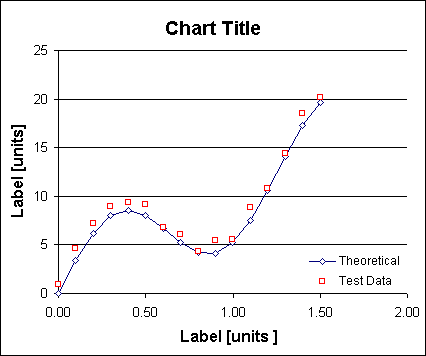 Chart Title
25
20
15
10
5
0
Label [units]
0.00 0.50 1.00 1.50 2.00
Label [units ]
Theoretical
Test Data